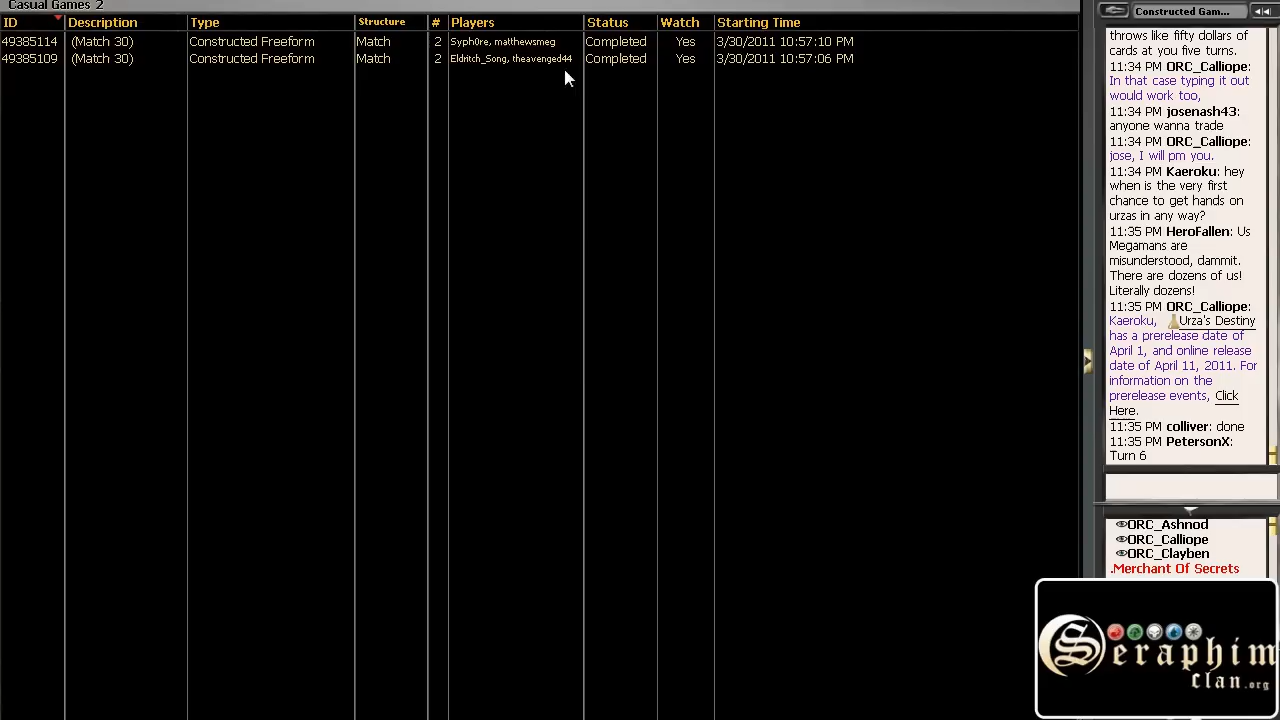 Casual Games 2
ID Description Type Structure # Players Status Watch Starting Time
49385114 (Match 30) Constructed Freeform Match 2 Syph0re, matthewsmeg Completed Yes 3/30/2011 10:57:10 PM
49385109 (Match 30) Constructed Freeform Match 2 Eldritch_Song, theavenged44 Completed Yes 3/30/2011 10:57:06 PM
Constructed Gam...
throws like fifty dollars of
cards at you five turns.
11:34 PM ORC_Calliope:
In that case typing it out
would work too,
11:34 PM josenash43:
anyone wanna trade
11:34 PM ORC_Calliope:
jose, I will pm you.
11:34 PM Kaeroku: hey
when is the very first
chance to get hands on
urzas in any way?
11:35 PM HeroFallen: Us
Megamans are
misunderstood, dammit.
There are dozens of us!
Literally dozens!
11:35 PM ORC_Calliope:
Kaeroku, Urza's Destiny
has a prerelease date of
April 1, and online release
date of April 11, 2011. For
information on the
prerelease events, Click
Here.
11:35 PM colliver: done
11:35 PM PetersonX:
Turn 6
ORC_Ashnod
ORC_Calliope
ORC_Clayben
.Merchant Of Secrets
Seraphim
clan.org